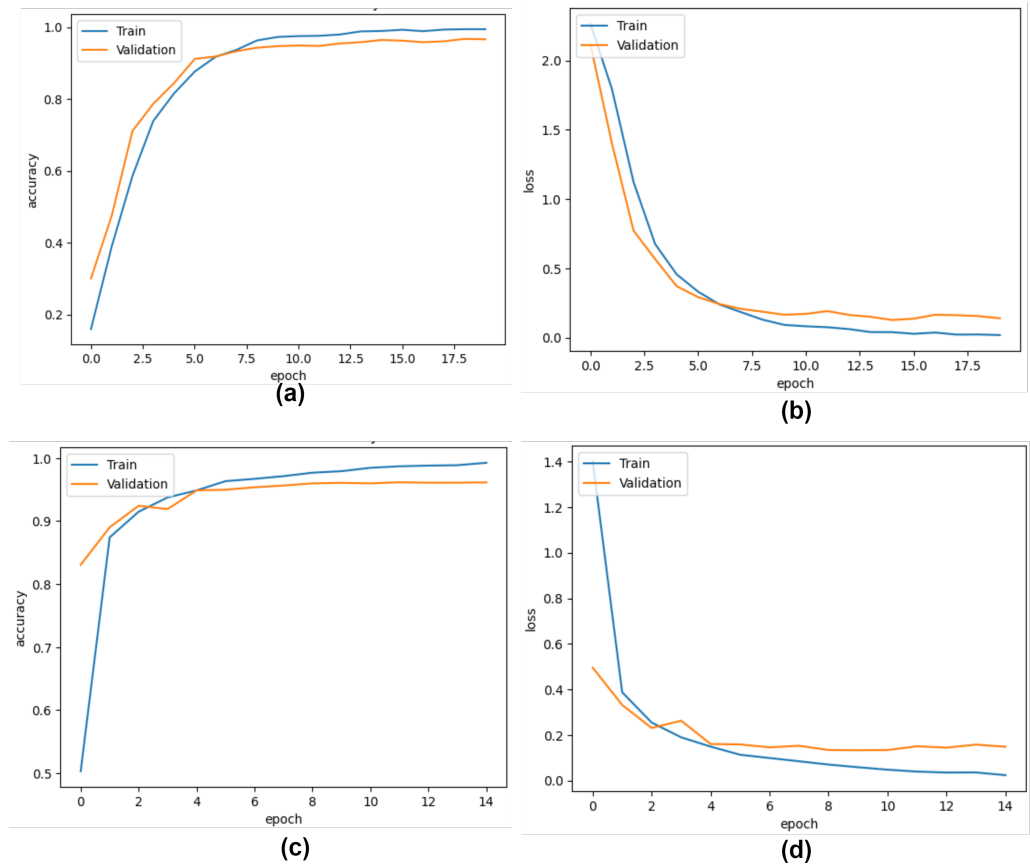 1.0
0.8
0.6
0.4
0.2
accuracy
Train
Validation
0.0 2.5 5.0 7.5 10.0 12.5 15.0 17.5
epoch
(a)
2.0
1.5
1.0
0.5
0.0
loss
Train
Validation
0.0 2.5 5.0 7.5 10.0 12.5 15.0 17.5
epoch
(b)
1.0
0.9
0.8
0.7
0.6
0.5
accuracy
Train
Validation
0 2 4 6 8 10 12 14
epoch
(c)
1.4
1.2
1.0
0.8
0.6
0.4
0.2
0.0
loss
Train
Validation
0 2 4 6 8 10 12 14
epoch
(d)